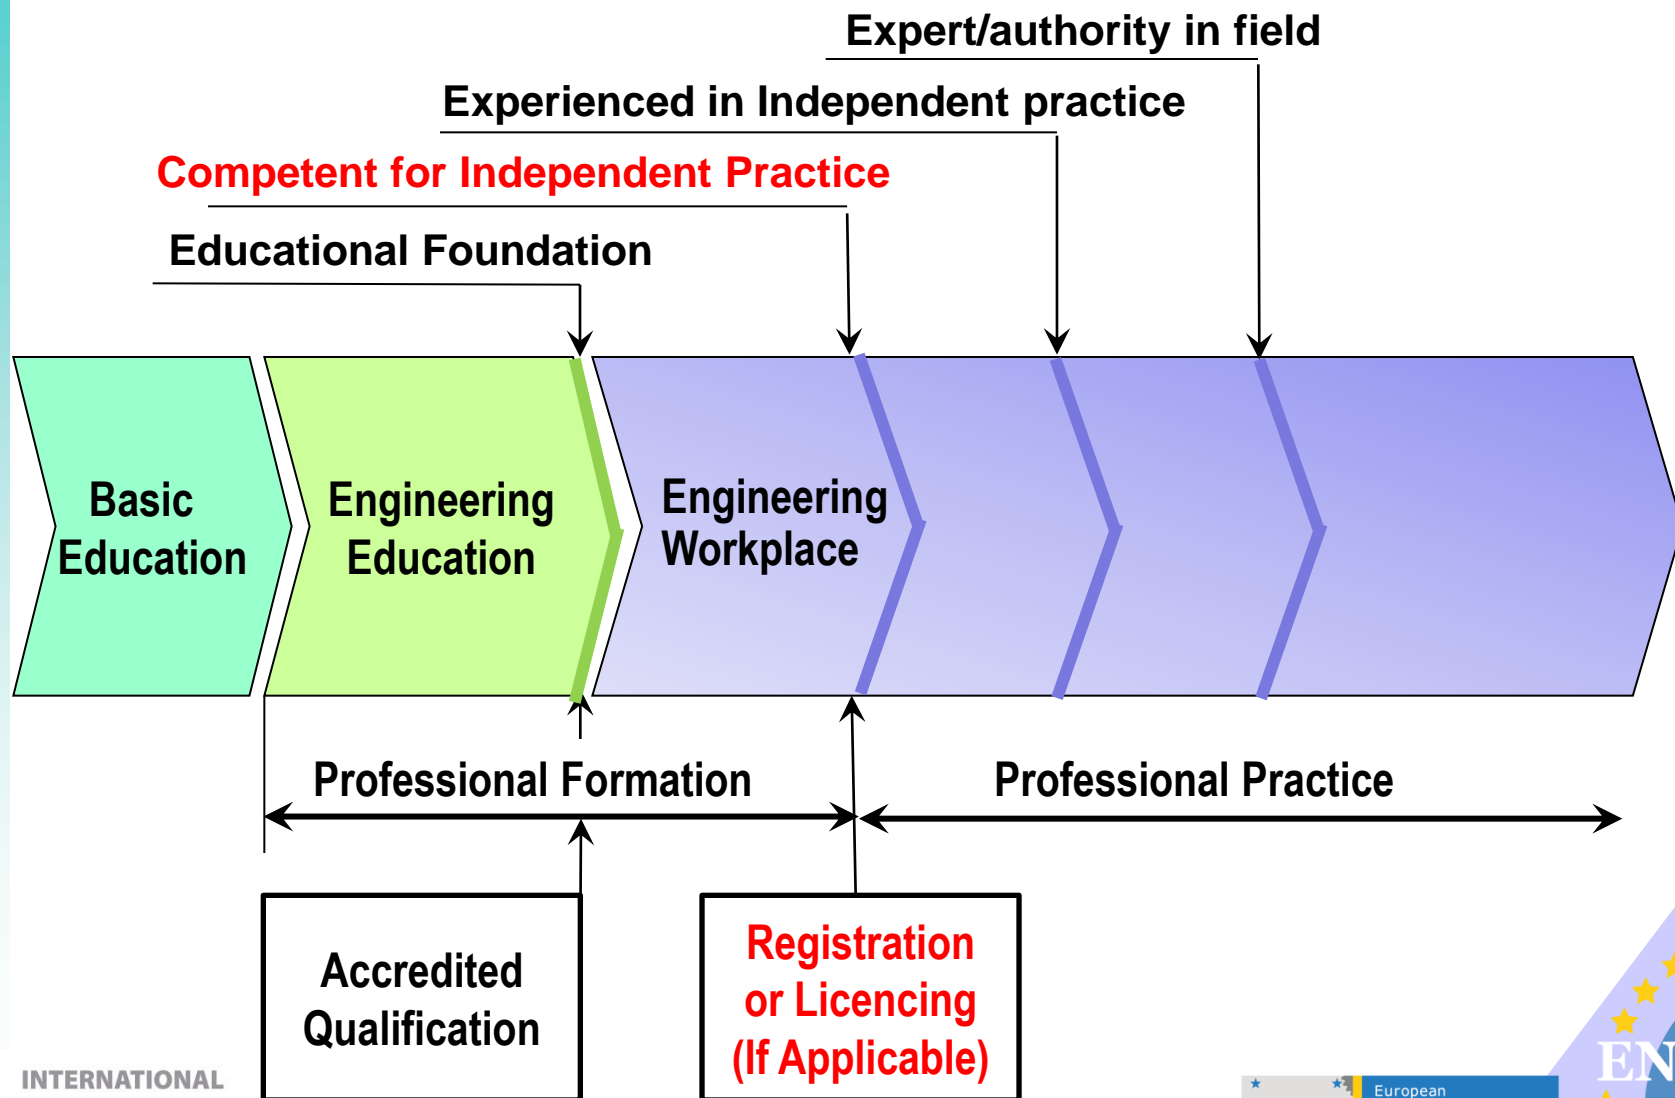 Expert/authority in field
Experienced in Independent practice
Competent for Independent Practice
Educational Foundation
Basic
Education
Engineering
Education
Engineering
Workplace
Professional Formation
Professional Practice
Accredited
Qualification
Registration
or Licencing
(If Applicable)
INTERNATIONAL
European
EN